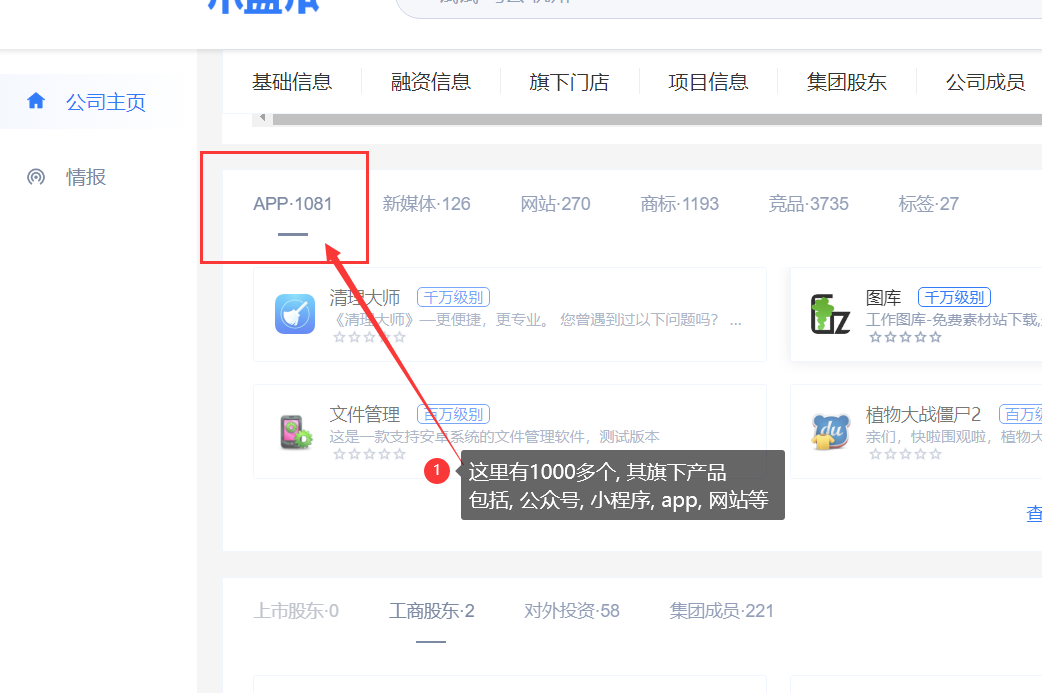 基础信息
融资信息
旗下门店
项目信息
集团股东
公司成员
公司主页
情报
APP·1081
新媒体·126
网站·270
商标·1193
竞品·3735
标签·27
清理大师 千万级别
《清理大师》—更便捷，更专业。 您曾遇到过以下问题吗？ ...
图库 千万级别
工作图库-免费素材站下载,
文件管理 百万级别
这是一款支持安卓系统的文件管理软件，测试版本
植物大战僵尸2 百万
亲们，快啦围观啦，植物大
du
1
这里有1000多个, 其旗下产品
包括, 公众号, 小程序, app, 网站等
查
上市股东·0
工商股东·2
对外投资·58
集团成员·221